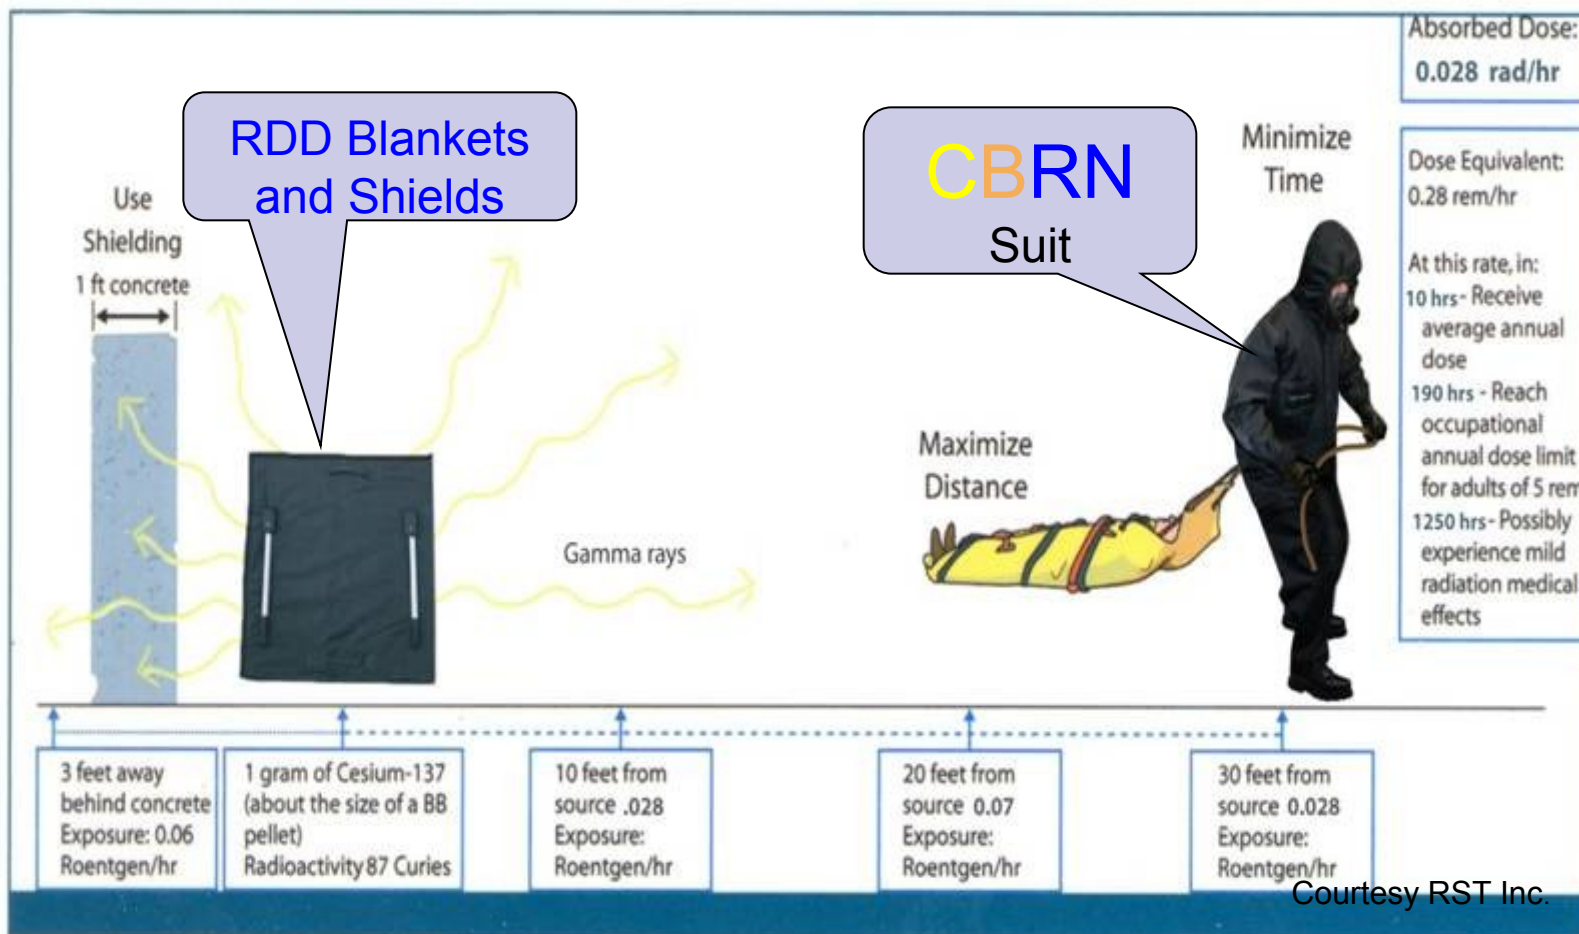 Absorbed Dose:
0.028 rad/hr
RDD Blankets
and Shields
CBRN
Suit
Minimize
Time
Use
Shielding
1 ft concrete
Dose Equivalent:
0.28 rem/hr
At this rate, in:
10 hrs- Receive
average annual
dose
190 hrs - Reach
occupational
annual dose limit
for adults of 5 rem
1250 hrs- Possibly
experience mild
radiation medical
effects
Maximize
Distance
Gamma rays
3 feet away
behind concrete
Exposure: 0.06
Roentgen/hr
1 gram of Cesium-137
(about the size of a BB
pellet)
Radioactivity 87 Curies
10 feet from
source .028
Exposure:
Roentgen/hr
20 feet from
source 0.07
Exposure:
Roentgen/hr
30 feet from
source 0.028
Exposure:
Roentgen/hr
Courtesy RST Inc.